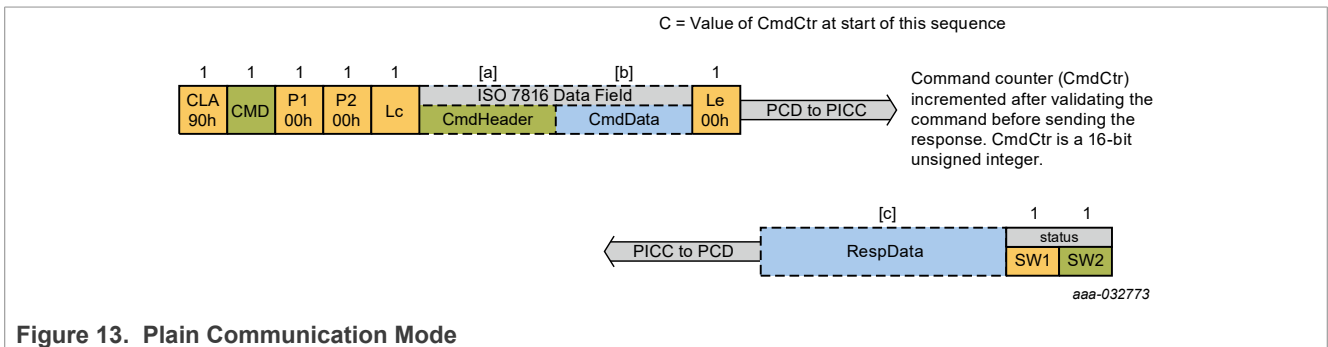 C = Value of CmdCtr at start of this sequence
1 1 1 1 1 [a] [b] 1
CLA 90h CMD P1 00h P2 00h Lc ISO 7816 Data Field CmdHeader CmdData Le 00h PCD to PICC
Command counter (CmdCtr)
incremented after validating the
command before sending the
response. CmdCtr is a 16-bit
unsigned integer.
[c] 1 1
PICC to PCD RespData status SW1 SW2
aaa-032773
Figure 13. Plain Communication Mode